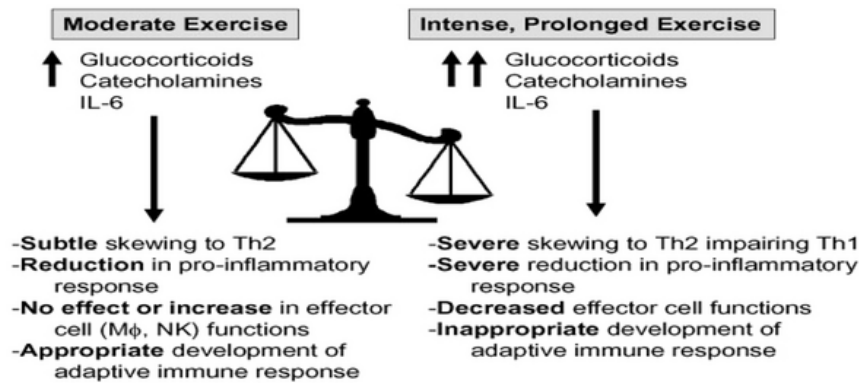 Moderate Exercise
Glucocorticoids
Catecholamines
IL-6
-Subtle skewing to Th2
-Reduction in pro-inflammatory
response
-No effect or increase in effector
cell (Mϕ, NK) functions
-Appropriate development of
adaptive immune response
Intense, Prolonged Exercise
Glucocorticoids
Catecholamines
IL-6
-Severe skewing to Th2 impairing Th1
-Severe reduction in pro-inflammatory
response
-Decreased effector cell functions
-Inappropriate development of
adaptive immune response